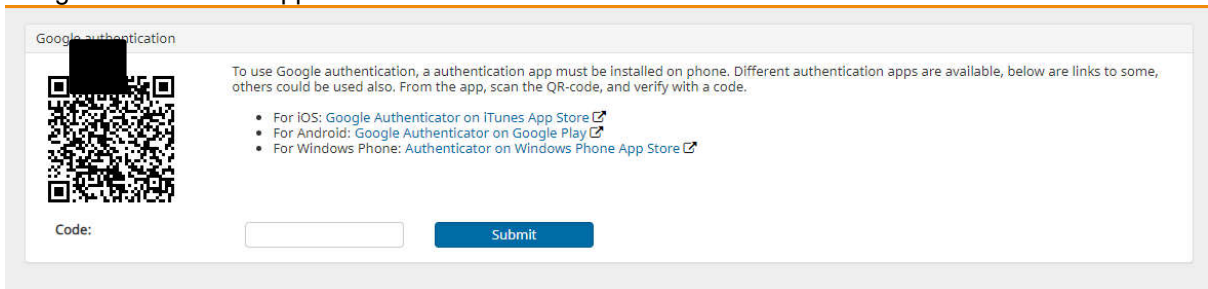 Google authentication
To use Google authentication, a authentication app must be installed on phone. Different authentication apps are available, below are links to some,
others could be used also. From the app, scan the QR-code, and verify with a code.
For iOS: Google Authenticator on iTunes App Store
For Android: Google Authenticator on Google Play
For Windows Phone: Authenticator on Windows Phone App Store
Code:
Submit